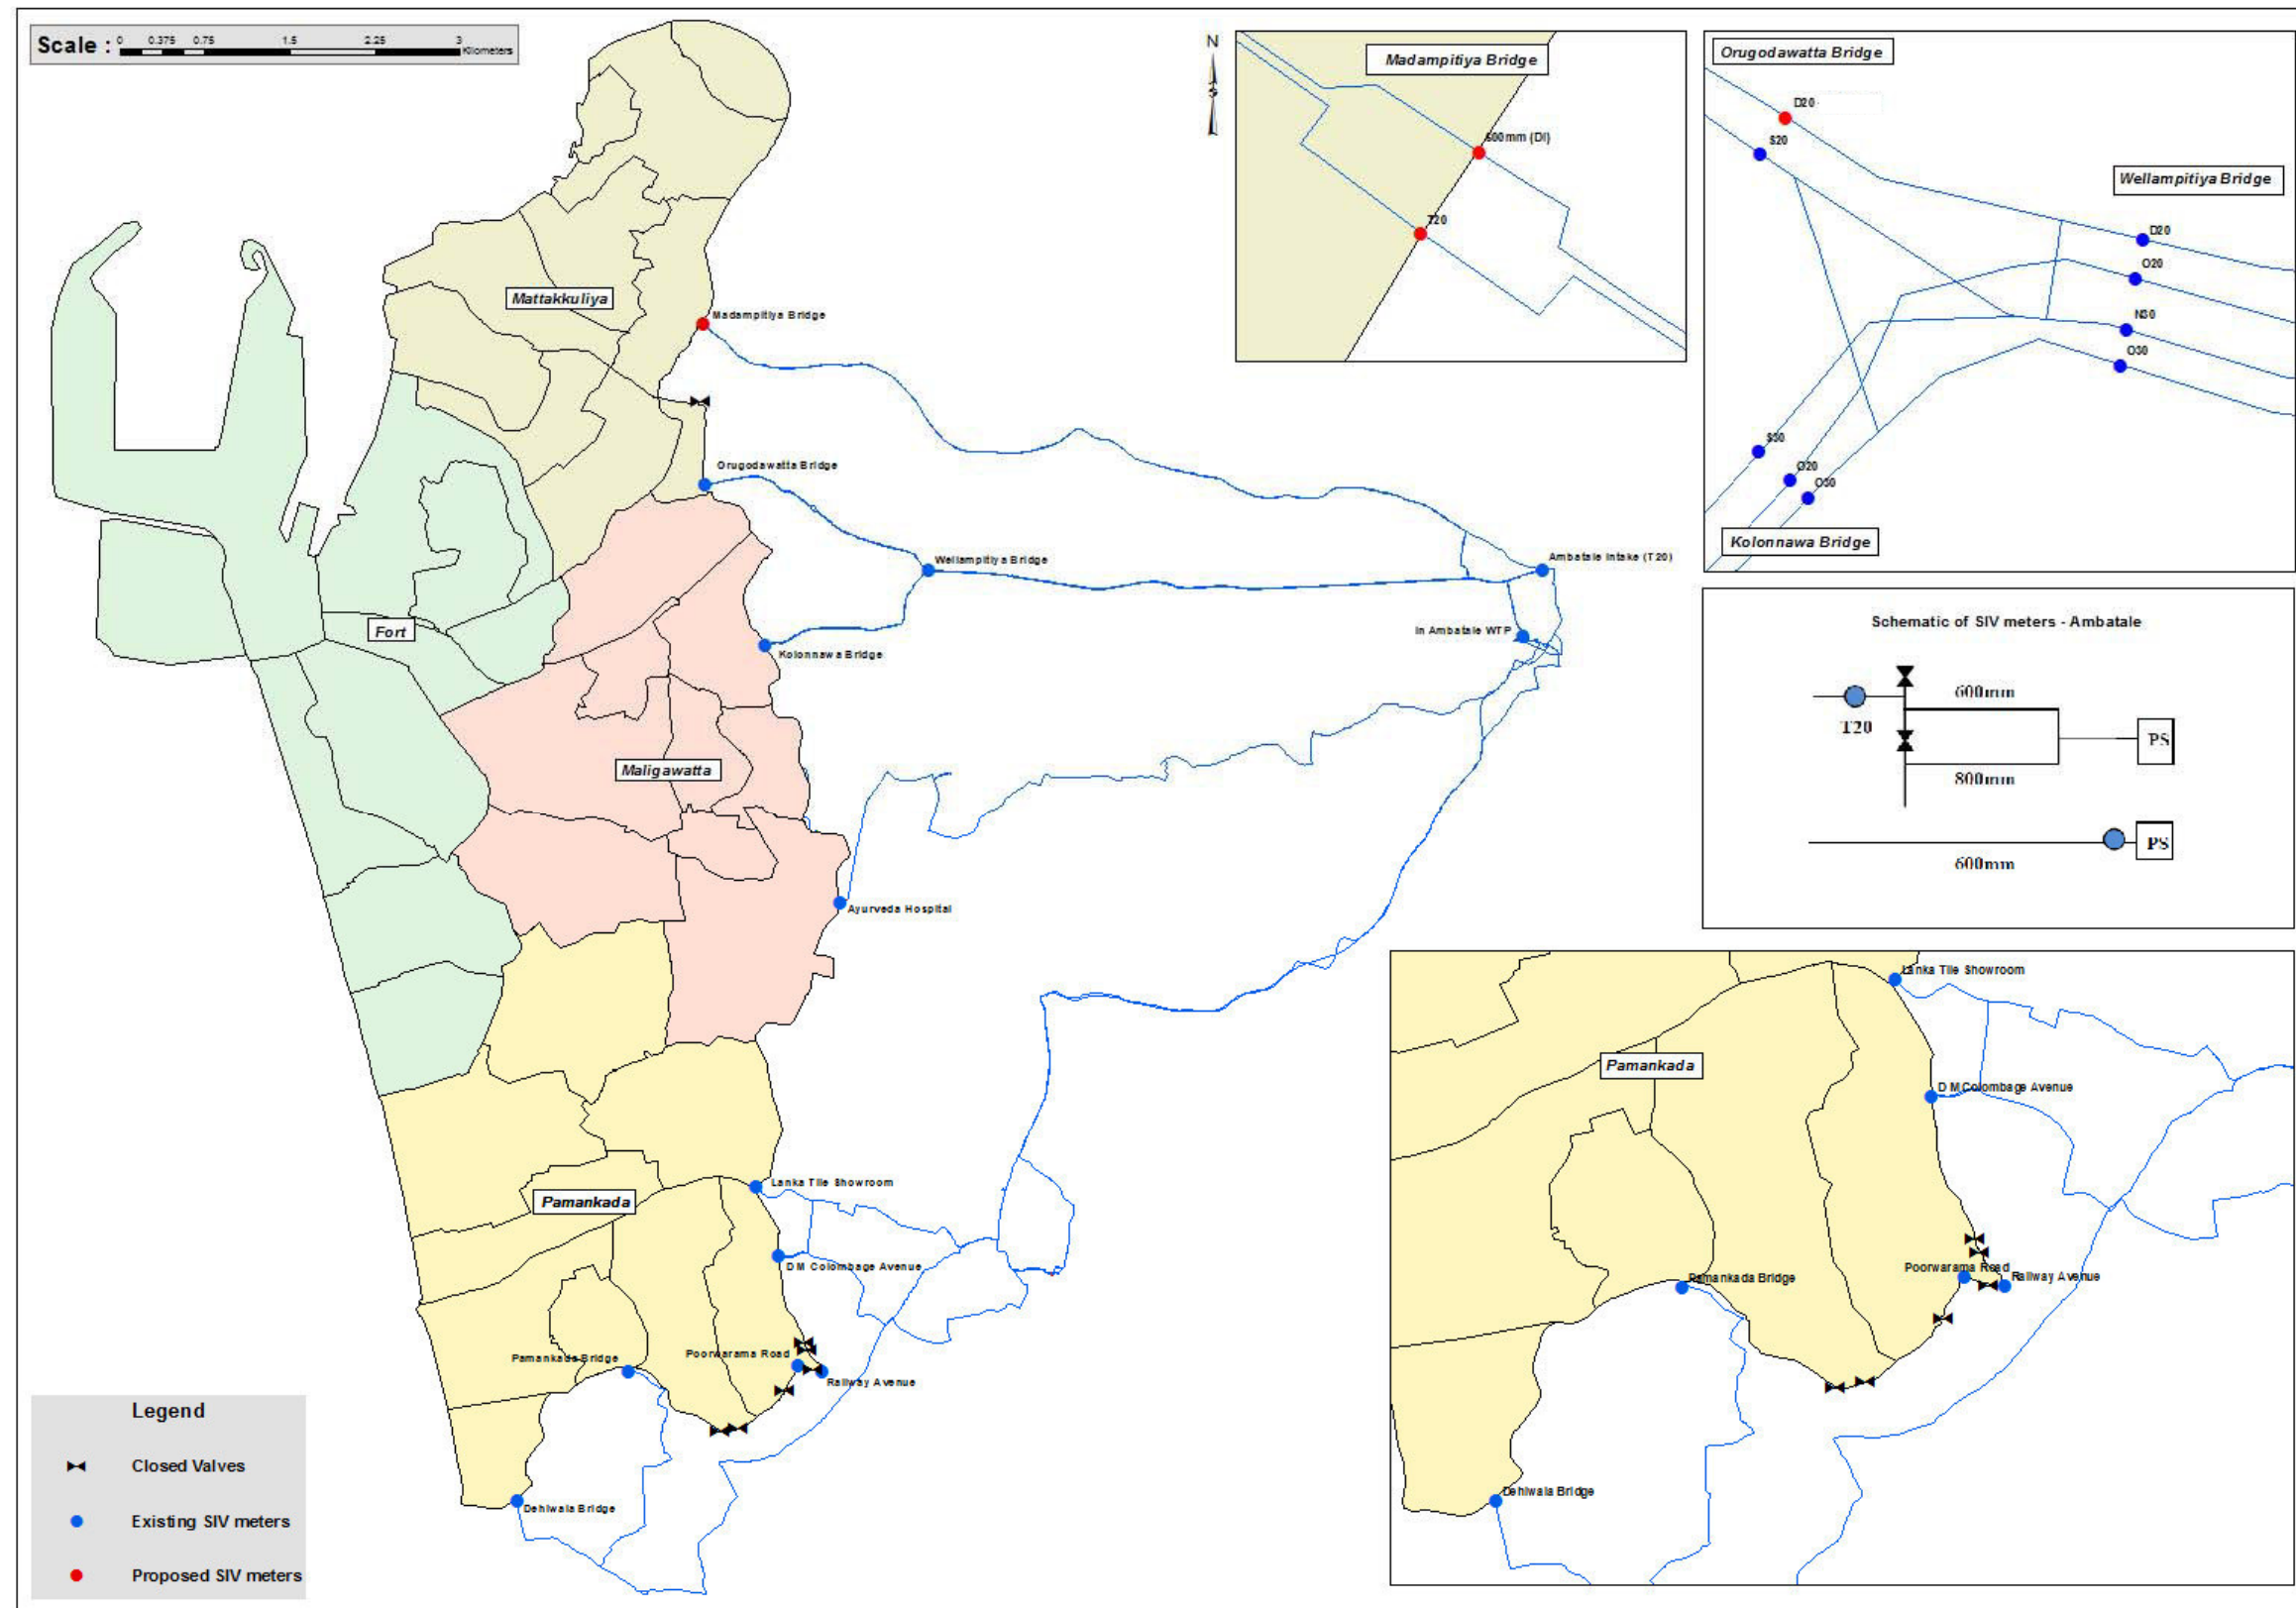 Scale : 0 0.375 0.75 1.5 2.25 3
Kilometers
N
S
Madampitiya Bridge
600mm (DI)
T20
Orugodawatta Bridge
D20
S20
Wellampitiya Bridge
D20
O20
N30
O30
S30
O20
O30
Kolonnawa Bridge
Mattakkuliya
Madampitiya Bridge
Orugodawatta Bridge
Wellampitiya Bridge
Ambatale Intake (T20)
In Ambatale WTP
Fort
Kolonnawa Bridge
Maligawatta
Ayurveda Hospital
Schematic of SIV meters - Ambatale
600mm
T20
PS
800mm
PS
600mm
Lanka Tile Showroom
Pamankada
D M Colombage Avenue
Poorwarama Road
Pamankada Bridge
Railway Avenue
Dehiwala Bridge
Lanka Tile Showroom
Pamankada
D M Colombage Avenue
Poorwarama Road
Pamankada Bridge
Railway Avenue
Dehiwala Bridge
Legend
Closed Valves
Existing SIV meters
Proposed SIV meters